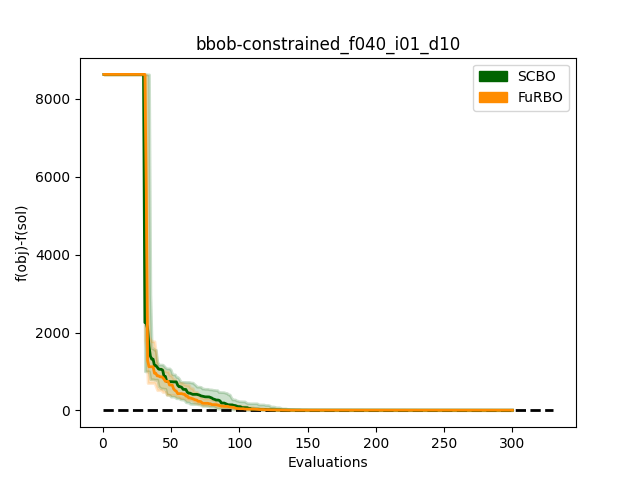 bbob-constrained_f040_i01_d10
SCBO
FuRBO
f(obj)-f(sol)
8000
6000
4000
2000
0
0 50 100 150 200 250 300
Evaluations